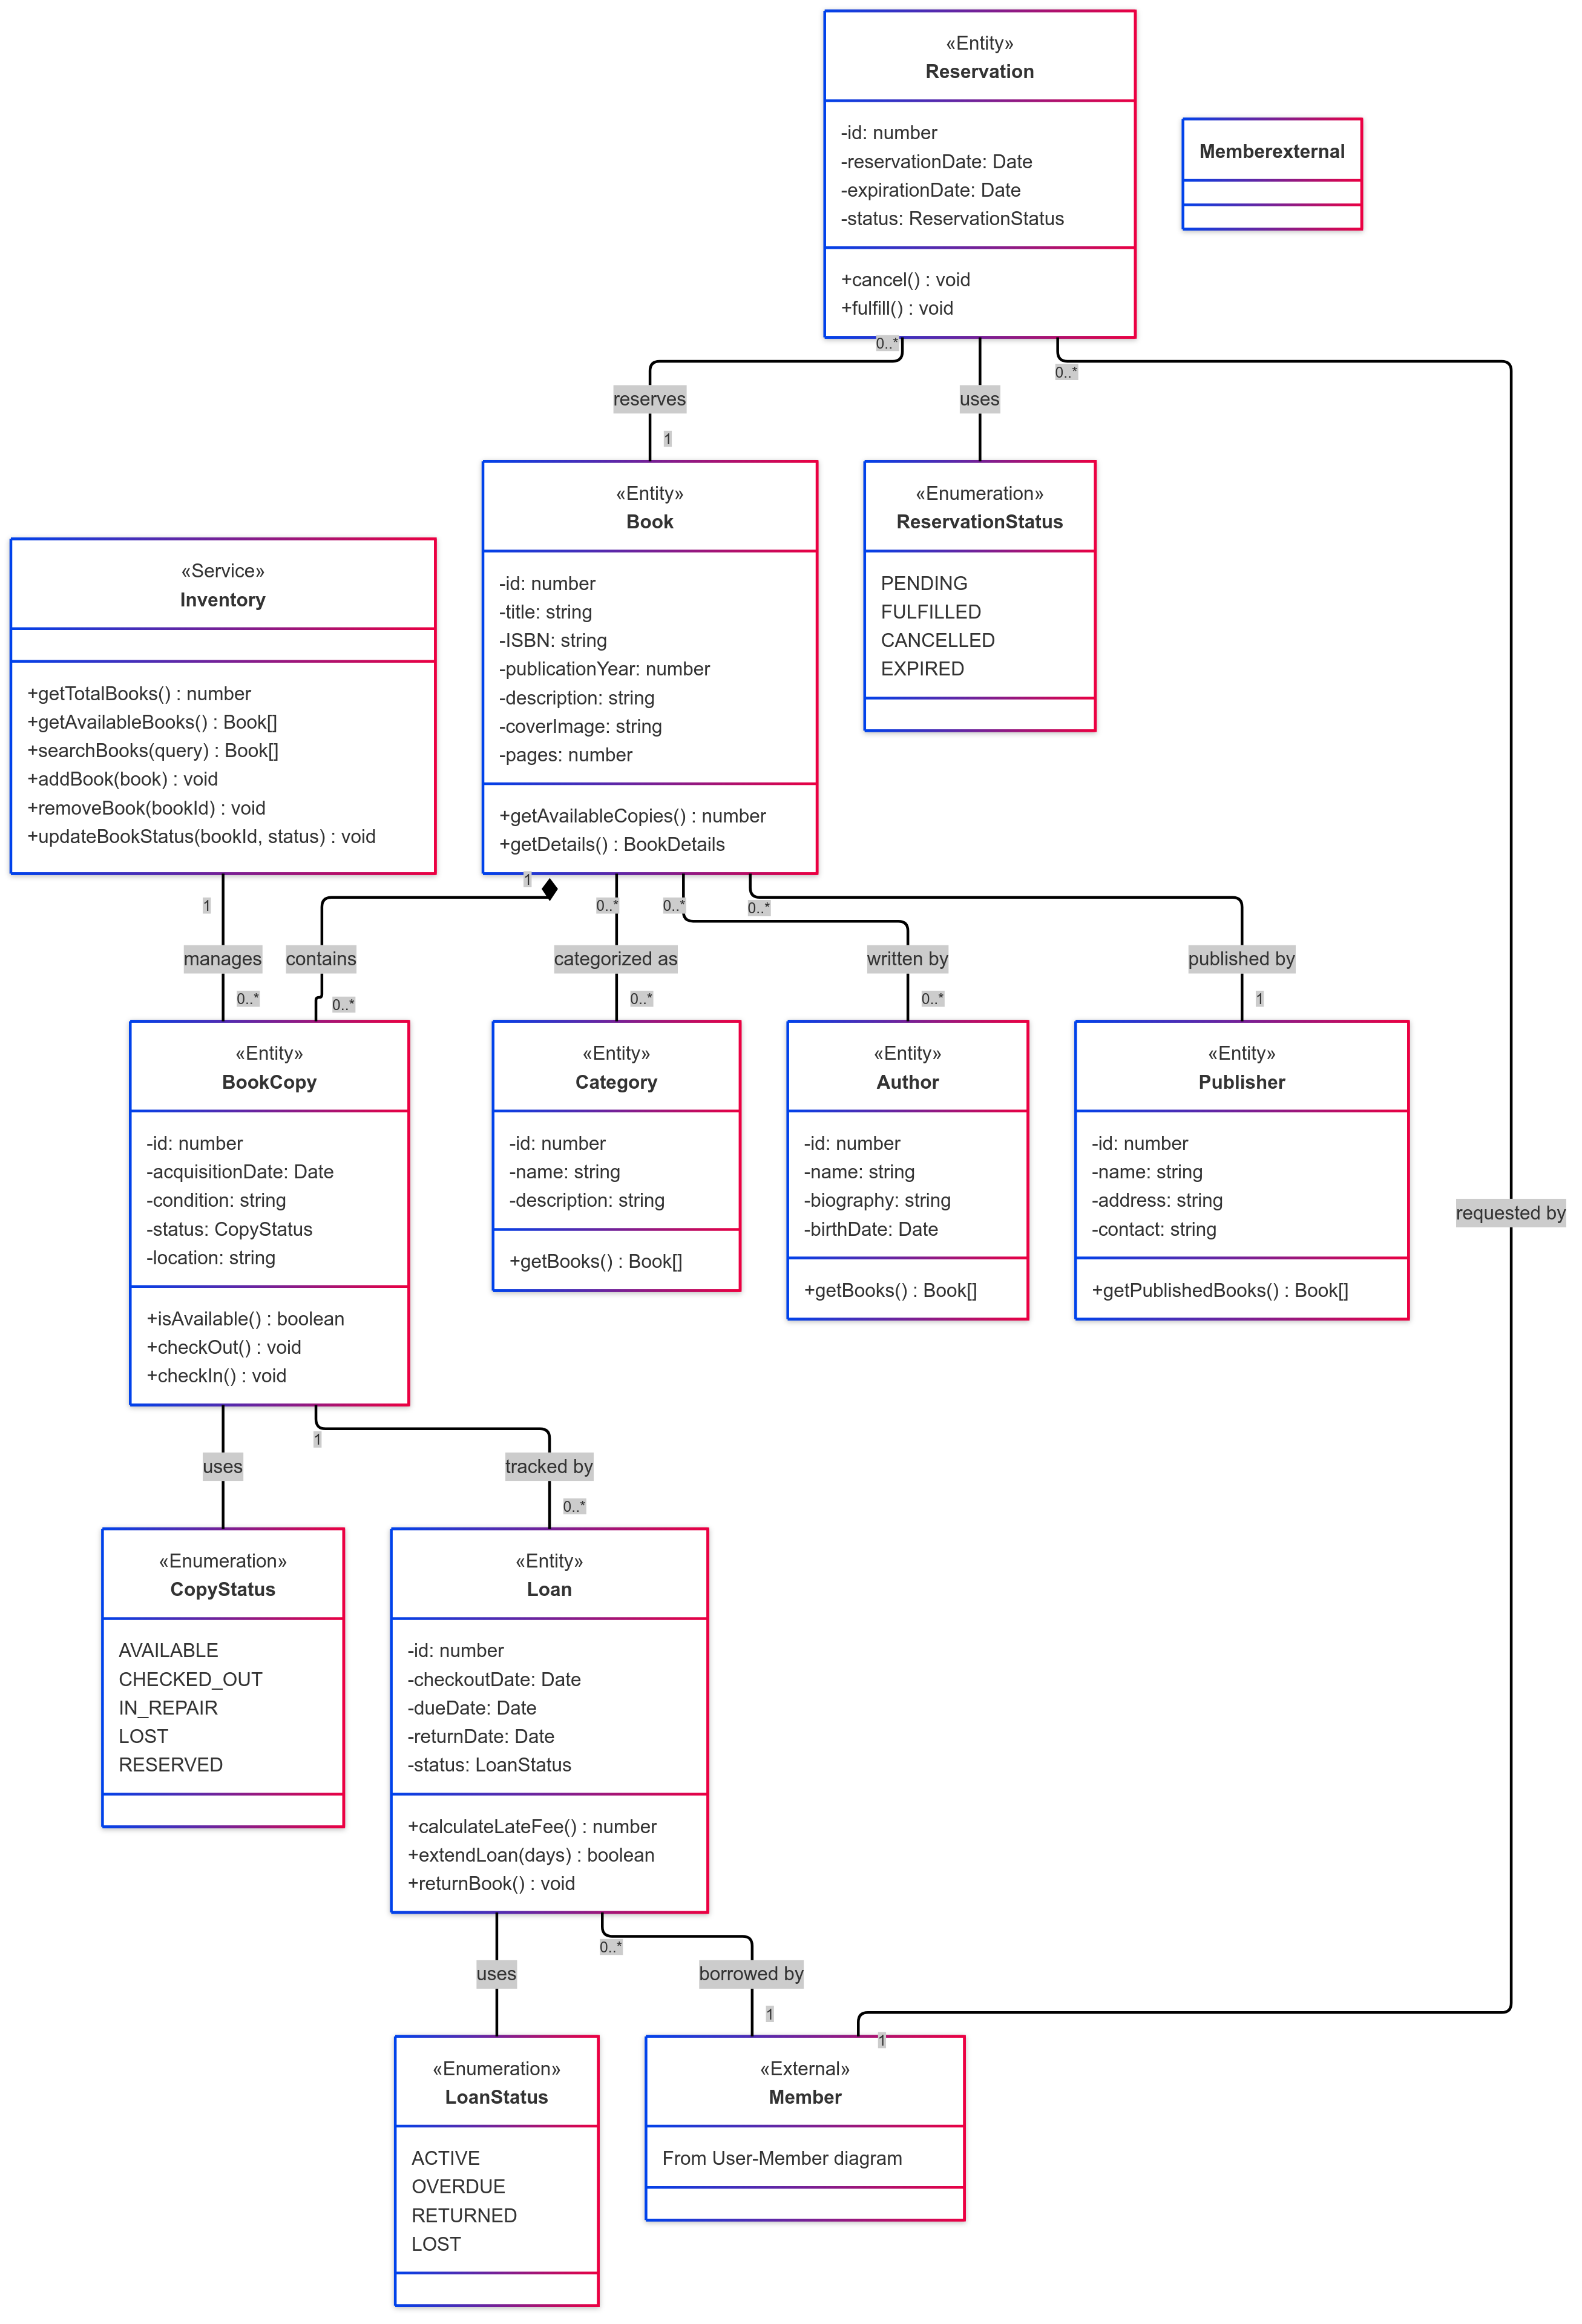 «Entity»
Reservation
-id: number
-reservationDate: Date
-expirationDate: Date
-status: ReservationStatus
+cancel() : void
+fulfill() : void
Memberexternal
0..*
0..*
reserves
uses
1
«Entity»
Book
-id: number
-title: string
-ISBN: string
-publicationYear: number
-description: string
-coverImage: string
-pages: number
+getAvailableCopies() : number
+getDetails() : BookDetails
«Enumeration»
ReservationStatus
PENDING
FULFILLED
CANCELLED
EXPIRED
«Service»
Inventory
+getTotalBooks() : number
+getAvailableBooks() : Book[]
+searchBooks(query) : Book[]
+addBook(book) : void
+removeBook(bookId) : void
+updateBookStatus(bookId, status) : void
1
1
0..*
0..*
0..*
manages
contains
categorized as
written by
published by
0..*
0..*
0..*
0..*
1
«Entity»
BookCopy
-id: number
-acquisitionDate: Date
-condition: string
-status: CopyStatus
-location: string
+isAvailable() : boolean
+checkOut() : void
+checkIn() : void
«Entity»
Category
-id: number
-name: string
-description: string
+getBooks() : Book[]
«Entity»
Author
-id: number
-name: string
-biography: string
-birthDate: Date
+getBooks() : Book[]
«Entity»
Publisher
-id: number
-name: string
-address: string
-contact: string
+getPublishedBooks() : Book[]
requested by
1
uses
tracked by
0..*
«Enumeration»
CopyStatus
AVAILABLE
CHECKED_OUT
IN_REPAIR
LOST
RESERVED
«Entity»
Loan
-id: number
-checkoutDate: Date
-dueDate: Date
-returnDate: Date
-status: LoanStatus
+calculateLateFee() : number
+extendLoan(days) : boolean
+returnBook() : void
0..*
uses
borrowed by
1
1
«Enumeration»
LoanStatus
ACTIVE
OVERDUE
RETURNED
LOST
«External»
Member
From User-Member diagram